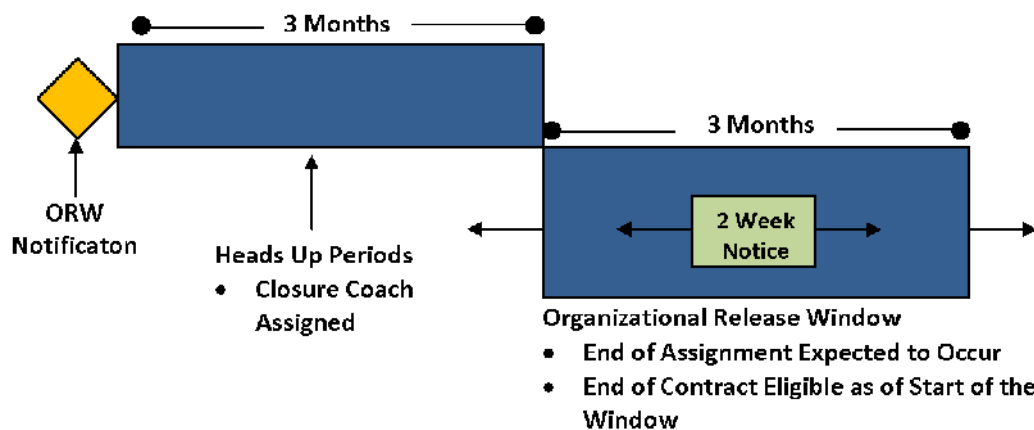 3 Months
3 Months
ORW
Notificaton
Heads Up Periods
• Closure Coach
Assigned
2 Week
Notice
Organizational Release Window
• End of Assignment Expected to Occur
• End of Contract Eligible as of Start of the
Window